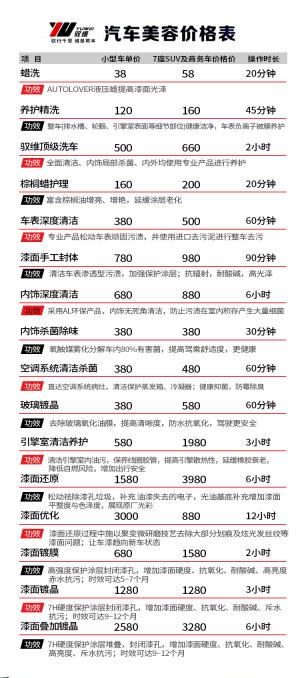 YUWEI
驭维
驭行千里 维是根本
汽车美容价格表
项 目 小型车单价 7座SUV及商务车价格价 操作时长
蜡洗 38 58 20分钟
功效 AUTOLOVER液压蜡提高漆面光泽
养护精洗 120 160 45分钟
功效 整车(排水槽、轮毂、引擎室表面等细节部位)健康洁净，车表负离子被膜养护
驭维顶级洗车 500 660 2小时
功效 全面清洁、内饰局部杀菌、内外均使用专业产品进行养护
棕榈蜡护理 160 200 20分钟
功效 富含棕榈油增亮、增艳，延缓涂层老化
车表深度清洁 380 500 60分钟
功效 专业产品松动车表顽固污渍，并使用进口去污泥进行整车去污
漆面手工封体 780 980 90分钟
功效 清洁车表渗透型污渍，加强保护涂层；抗辐射，耐酸碱，高光泽
内饰深度清洁 680 880 6小时
功效 采用AL环保产品，内饰无死角清洁，防止污渍在室内积存产生大量细菌
内饰杀菌除味 380 380 30分钟
功效 氧触媒雾化分解车内80%有害菌，提高驾乘舒适度，更健康
空调系统清洁杀菌 380 480 60分钟
功效 直达空调系统病灶，清洁保护蒸发箱、冷凝器；健康抑菌，防霉除臭
玻璃镀晶 380 580 60分钟
功效 去除玻璃氧化油膜，提高清晰度，防水抗氧化，驾驶更安全
引擎室清洁养护 580 1980 3小时
功效 清洁引擎室内油污，保养线圈胶管，提高引擎散热性，延缓橡胶衰老，
降低自燃风险，增加出行安全
漆面还原 1580 3980 6小时
功效 松动祛除漆孔垃圾，补充油漆失去的电子，光油基底补充增加漆面
平整度与色泽度，展现原厂光彩
漆面优化 3000 880 12小时
功效 漆面还原过程中施以聚变微研磨技艺去除大部分划痕及炫光发丝纹等
漆面问题；让车漆趋向新车状态
漆面镀膜 680 1580 2小时
功效 高强度保护涂层封闭漆孔，增加漆面硬度、抗氧化、耐酸碱、高亮度
赤水抗污；时效可达5-7个月
漆面镀晶 1280 1280 3小时
功效 7H硬度保护涂层封闭漆孔，增加漆面硬度、抗氧化、耐酸碱、斥水
抗污；时效可达9-12个月
漆面叠加镀晶 2580 3280 6小时
功效 7H硬度保护涂层堆叠，封闭漆孔，增加漆面硬度、抗氧化、耐酸碱、
高亮度、斥水抗污；时效可达9-12个月